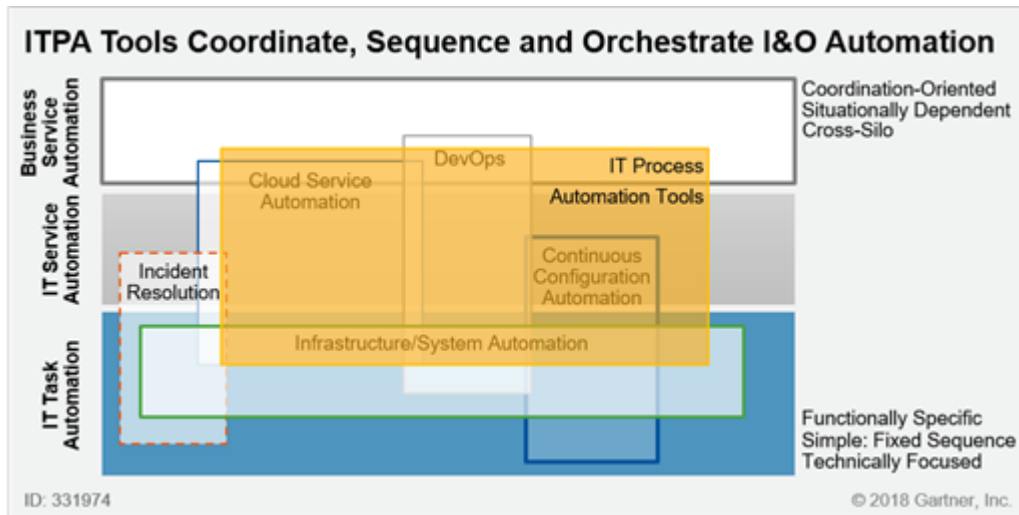 ITPA Tools Coordinate, Sequence and Orchestrate I&O Automation
Business
Service
Automation
Coordination-Oriented
Situationally Dependent
Cross-Silo
DevOps
IT Process
Automation Tools
Cloud Service
Automation
IT Service
Automation
Incident
Resolution
Continuous
Configuration
Automation
Infrastructure/System Automation
IT Task
Automation
Functionally Specific
Simple: Fixed Sequence
Technically Focused
ID: 331974
© 2018 Gartner, Inc.